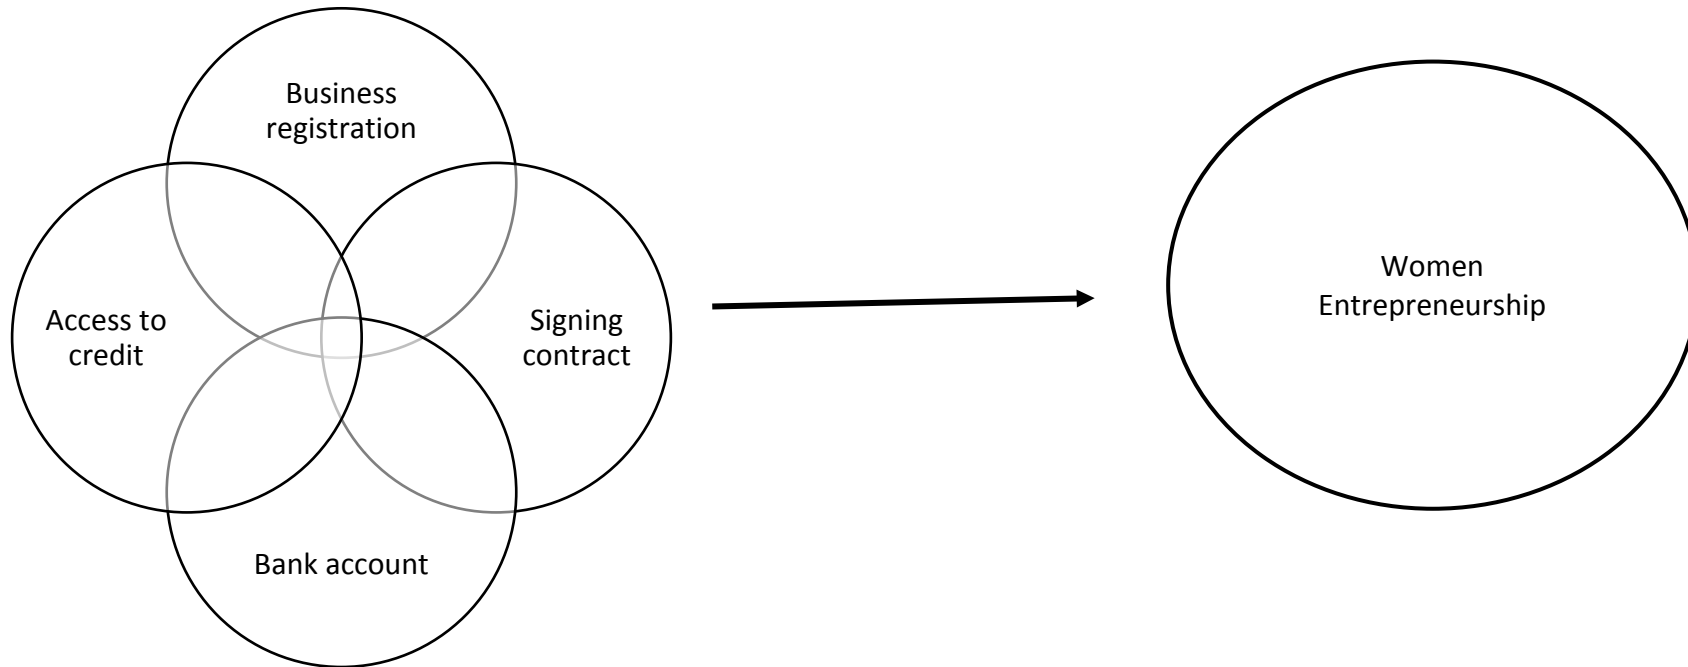 Business
registration
Access to
credit
Signing
contract
Bank account
Women
Entrepreneurship